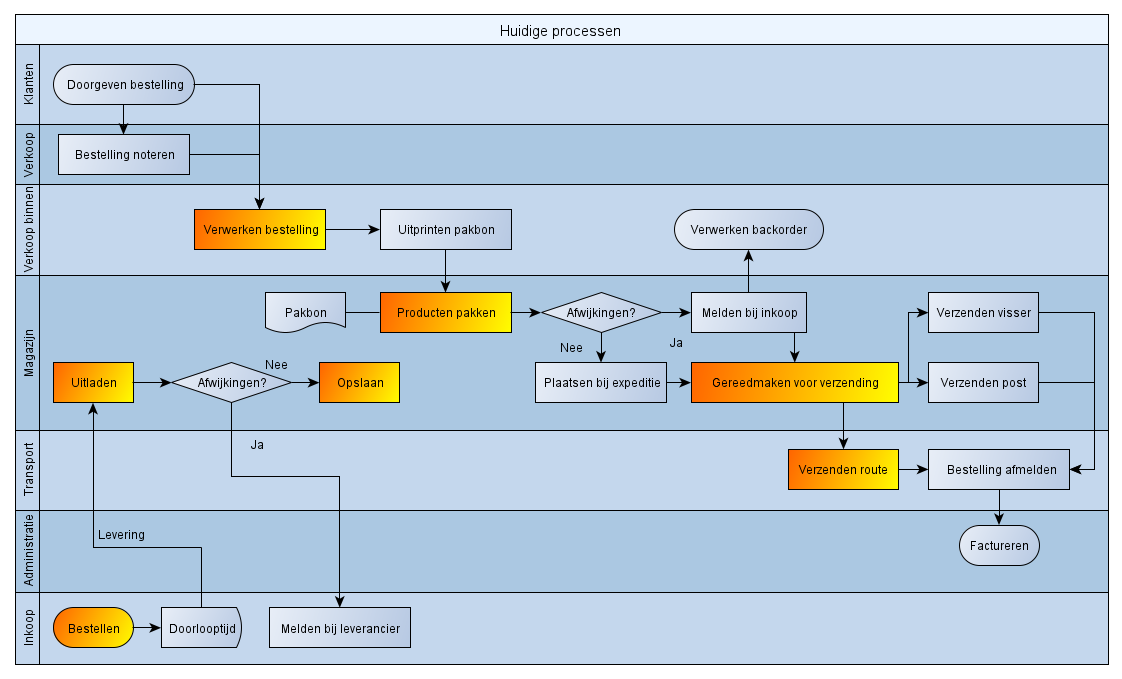 Huidige processen
Klanten
Doorgeven bestelling
Verkoop
Bestelling noteren
Verkoop binnen
Verwerken bestelling
Uitprinten pakbon
Verwerken backorder
Magazijn
Pakbon
Producten pakken
Afwijkingen?
Melden bij inkoop
Verzenden visser
Nee
Ja
Uitladen
Afwijkingen?
Nee
Opslaan
Plaatsen bij expeditie
Gereedmaken voor verzending
Verzenden post
Transport
Ja
Verzenden route
Bestelling afmelden
Administratie
Levering
Factureren
Inkoop
Bestellen
Doorlooptijd
Melden bij leverancier